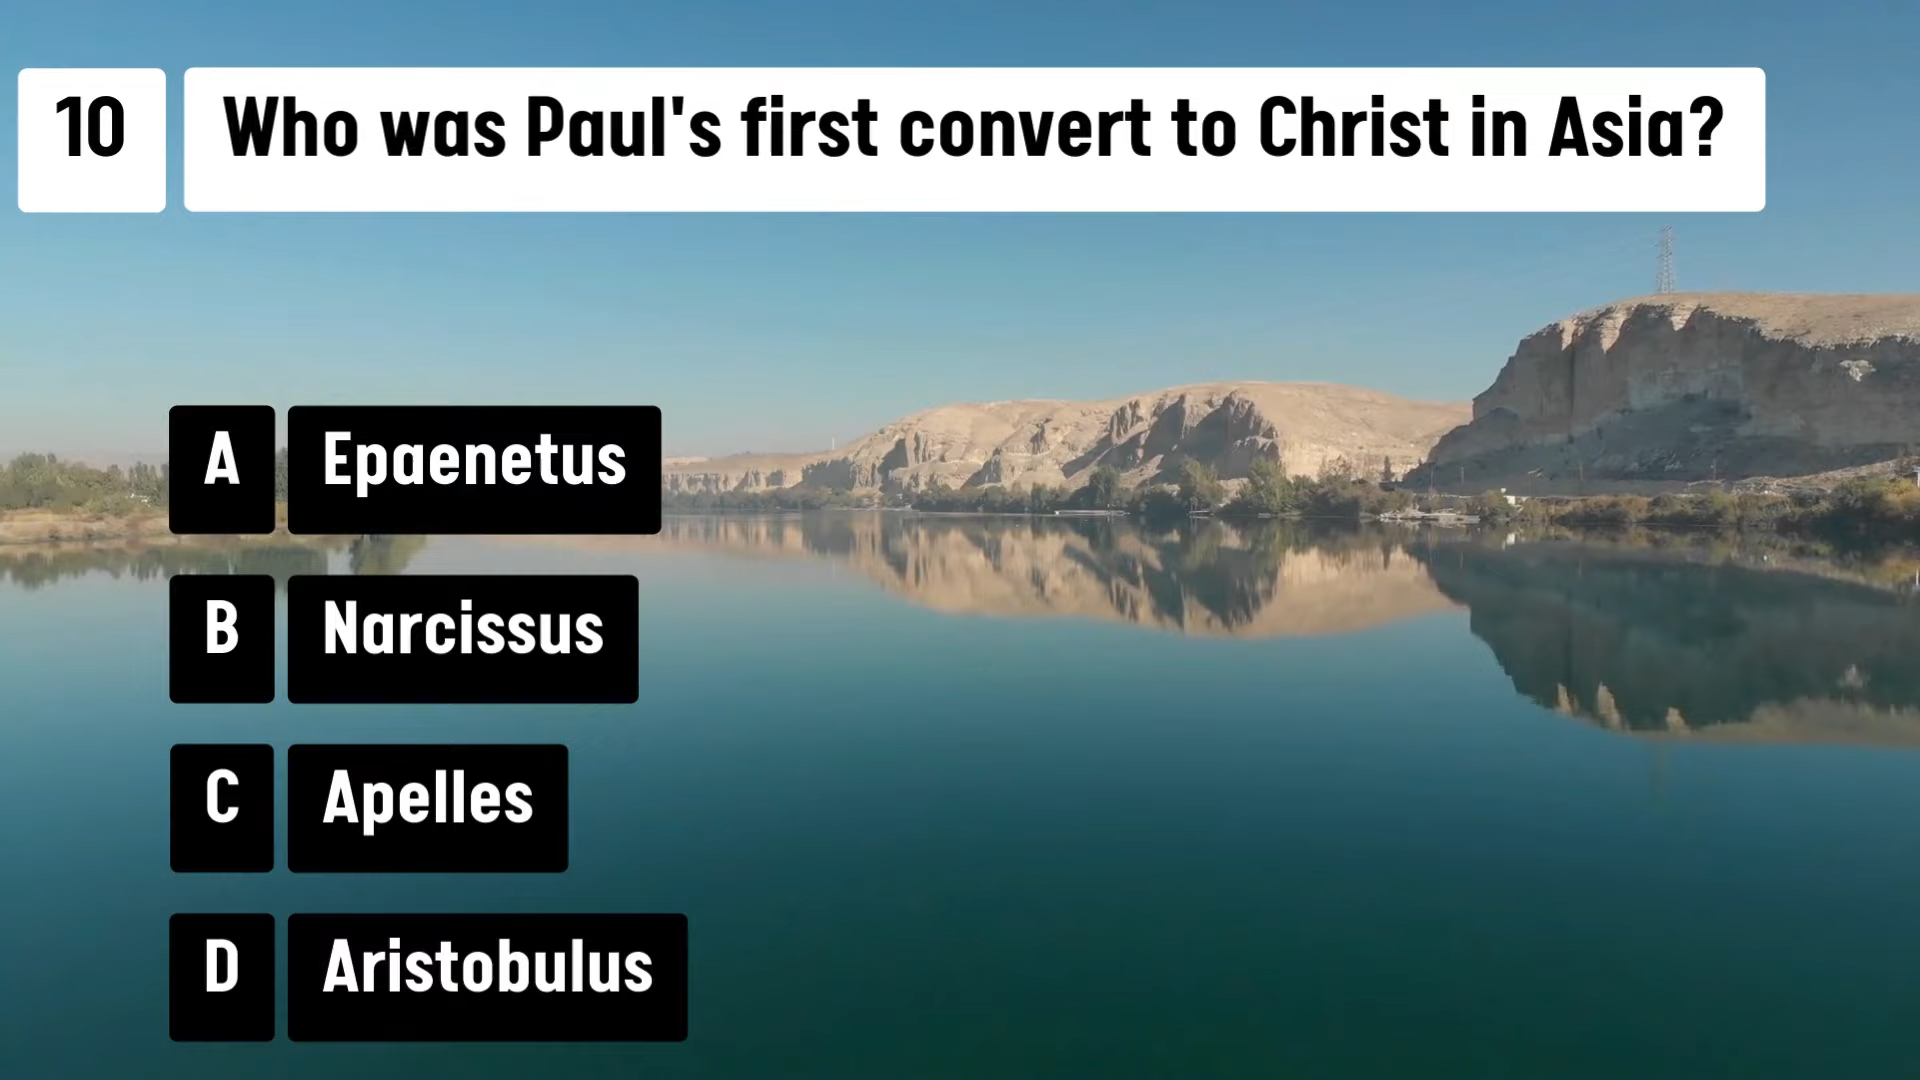 10 Who was Paul's first convert to Christ in Asia?
A Epaenetus
B Narcissus
C Apelles
D Aristobulus